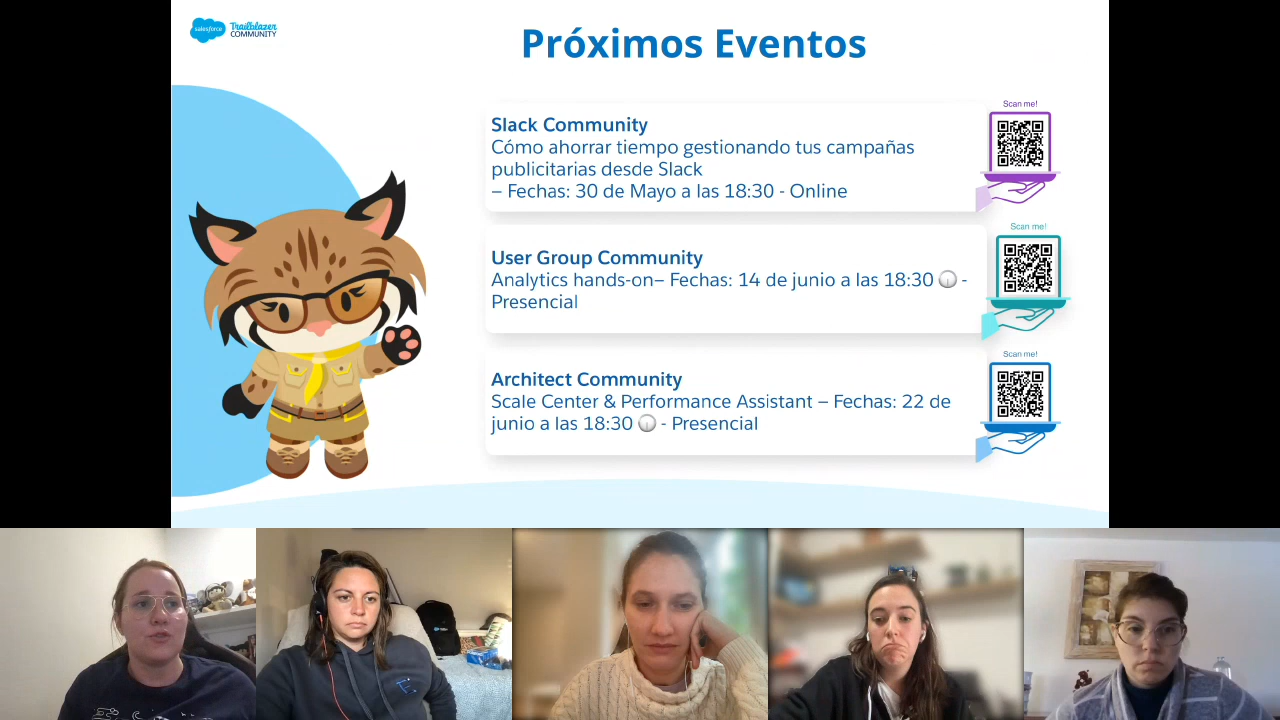 salesforce
Trailblazer
COMMUNITY
Próximos Eventos
Scan me!
Slack Community
Cómo ahorrar tiempo gestionando tus campañas
publicitarias desde Slack
– Fechas: 30 de Mayo a las 18:30 - Online
Scan me!
User Group Community
Analytics hands-on– Fechas: 14 de junio a las 18:30 🕡 -
Presencial
Scan me!
Architect Community
Scale Center & Performance Assistant – Fechas: 22 de
junio a las 18:30 🕡 - Presencial